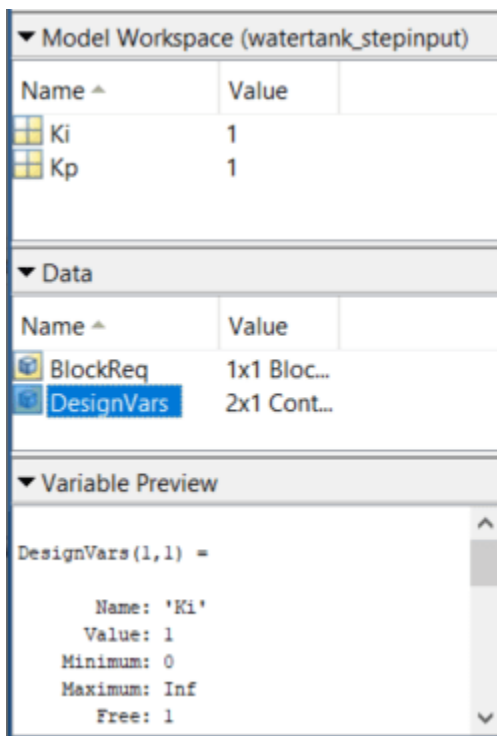 Model Workspace (watertank_stepinput)
Name Value
Ki 1
Kp 1
Data
Name Value
BlockReq 1x1 Bloc...
DesignVars 2x1 Cont...
Variable Preview
DesignVars(1,1) =
Name: 'Ki'
Value: 1
Minimum: 0
Maximum: Inf
Free: 1